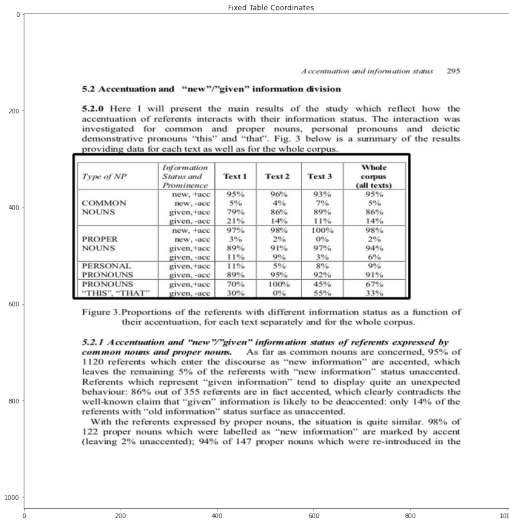 Fixed Table Coordinates
0
200
400
600
800
1000
Accentuation and information status 295
5.2 Accentuation and "new"/"given" information division
5.2.0 Here I will present the main results of the study which reflect how the
accentuation of referents interacts with their information status. The interaction was
investigated for common and proper nouns, personal pronouns and deictic
demonstrative pronouns "this" and "that". Fig. 3 below is a summary of the results
providing data for each text as well as for the whole corpus.
Type of NP Information Status and Prominence Text 1 Text 2 Text 3 Whole corpus (all texts)
new, +acc 95% 96% 93% 95%
COMMON new, -acc 5% 4% 7% 5%
NOUNS given,+acc 79% 86% 89% 86%
given, -acc 21% 14% 11% 14%
new, +acc 97% 98% 100% 98%
PROPER new, -acc 3% 2% 0% 2%
NOUNS given,+acc 89% 91% 97% 94%
given, -acc 11% 9% 3% 6%
PERSONAL given,+acc 11% 5% 8% 9%
PRONOUNS given, -acc 89% 95% 92% 91%
PRONOUNS given,+acc 70% 100% 45% 67%
"THIS", "THAT" given, -acc 30% 0% 55% 33%
Figure 3. Proportions of the referents with different information status as a function of
their accentuation, for each text separately and for the whole corpus.
5.2.1 Accentuation and "new"/"given" information status of referents expressed by
common nouns and proper nouns. As far as common nouns are concerned, 95% of
1120 referents which enter the discourse as "new information" are accented, which
leaves the remaining 5% of the referents with "new information" status unaccented.
Referents which represent "given information" tend to display quite an unexpected
behaviour: 86% out of 355 referents are in fact accented, which clearly contradicts the
well-known claim that "given" information is likely to be deaccented: only 14% of the
referents with "old information" status surface as unaccented.
With the referents expressed by proper nouns, the situation is quite similar. 98% of
122 proper nouns which were labelled as "new information" are marked by accent
(leaving 2% unaccented); 94% of 147 proper nouns which were re-introduced in the
0 200 400 600 800 1000